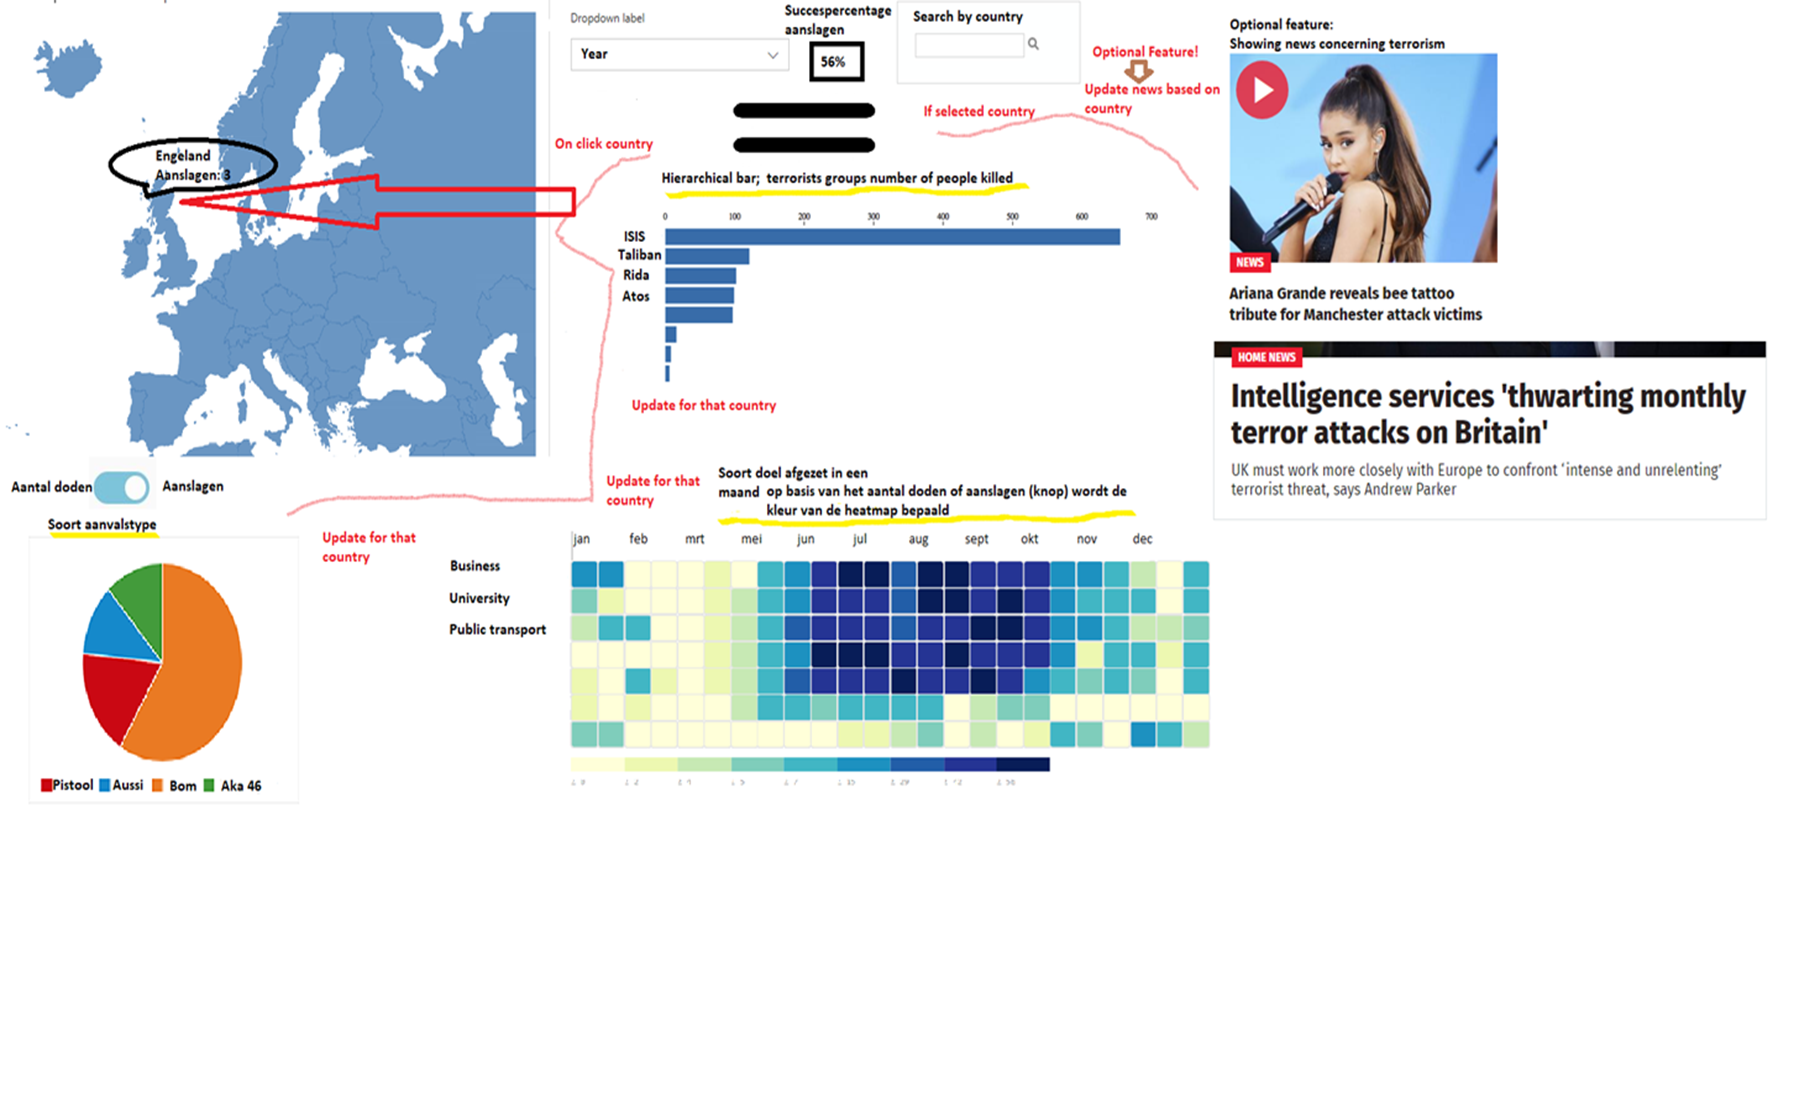 Dropdown label
Year
Succespercentage
aanslagen
56%
Search by country
Optional Feature!
Update news based on
country
If selected country
On click country
Engeland
Aanslagen: 3
Optional feature:
Showing news concerning terrorism
NEWS
Ariana Grande reveals bee tattoo
tribute for Manchester attack victims
HOME NEWS
Intelligence services 'thwarting monthly
terror attacks on Britain'
UK must work more closely with Europe to confront 'intense and unrelenting'
terrorist threat, says Andrew Parker
Hierarchical bar; terrorists groups number of people killed
0 100 200 300 400 500 600 700
ISIS
Taliban
Rida
Atos
Update for that country
Aantal doden
Aanslagen
Soort aanvalstype
Update for that
country
Pistool Aussi Bom Aka 46
Update for that
country
Soort doel afgezet in een
maand op basis van het aantal doden of aanslagen (knop) wordt de
kleur van de heatmap bepaald
jan feb mrt mei jun jul aug sept okt nov dec
Business
University
Public transport